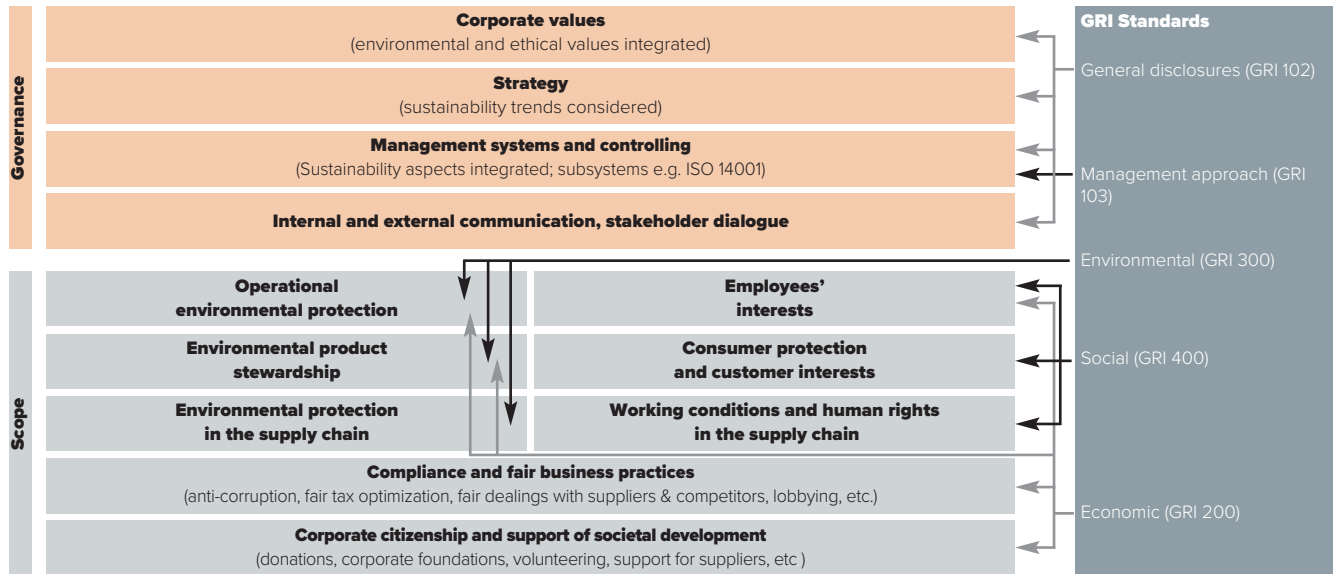 Governance
Corporate values
(environmental and ethical values integrated)
Strategy
(sustainability trends considered)
Management systems and controlling
(Sustainability aspects integrated; subsystems e.g. ISO 14001)
Internal and external communication, stakeholder dialogue
Scope
Operational
environmental protection
Employees'
interests
Environmental product
stewardship
Consumer protection
and customer interests
Environmental protection
in the supply chain
Working conditions and human rights
in the supply chain
Compliance and fair business practices
(anti-corruption, fair tax optimization, fair dealings with suppliers & competitors, lobbying, etc.)
Corporate citizenship and support of societal development
(donations, corporate foundations, volunteering, support for suppliers, etc )
GRI Standards
General disclosures (GRI 102)
Management approach (GRI
103)
Environmental (GRI 300)
Social (GRI 400)
Economic (GRI 200)